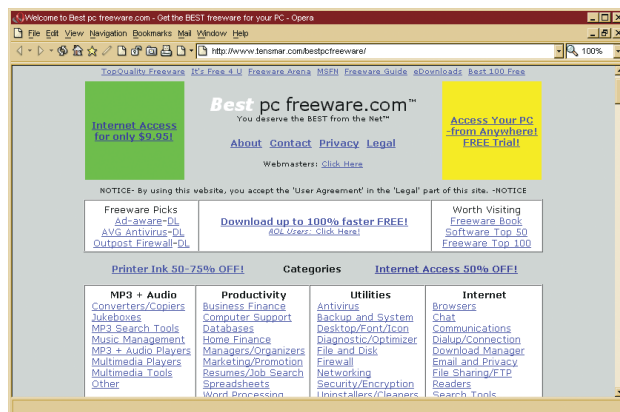 Welcome to Best pc freeware.com - Get the BEST freeware for your PC - Opera
File Edit View Navigation Bookmarks Mail Window Help
http://www.tensmar.com/bestpcfreeware/
100%
TopQuality Freeware It's Free 4 U Freeware Arena MSFN Freeware Guide eDownloads Best 100 Free
Internet Access
for only $9.95!
Best pc freeware.com™
You deserve the BEST from the Net™
About Contact Privacy Legal
Webmasters: Click Here
Access Your PC
-from Anywhere!
FREE Trial!
NOTICE- By using this website, you accept the 'User Agreement' in the 'Legal' part of this site. -NOTICE
Freeware Picks
Ad-aware-DL
AVG Antivirus-DL
Outpost Firewall-DL
Download up to 100% faster FREE!
AOL Users: Click Here!
Worth Visiting
Freeware Book
Software Top 50
Freeware Top 100
Printer Ink 50-75% OFF! Categories Internet Access 50% OFF!
MP3 + Audio
Converters/Copiers
Jukeboxes
MP3 Search Tools
Music Management
MP3 + Audio Players
Multimedia Players
Multimedia Tools
Other
Productivity
Business Finance
Computer Support
Databases
Home Finance
Managers/Organizers
Marketing/Promotion
Resumes/Job Search
Spreadsheets
Word Processing
Utilities
Antivirus
Backup and System
Desktop/Font/Icon
Diagnostic/Optimizer
File and Disk
Firewall
Networking
Security/Encryption
Uninstallers/Cleaners
Internet
Browsers
Chat
Communications
Dialup/Connection
Download Manager
Email and Privacy
File Sharing/FTP
Readers
Search Tools